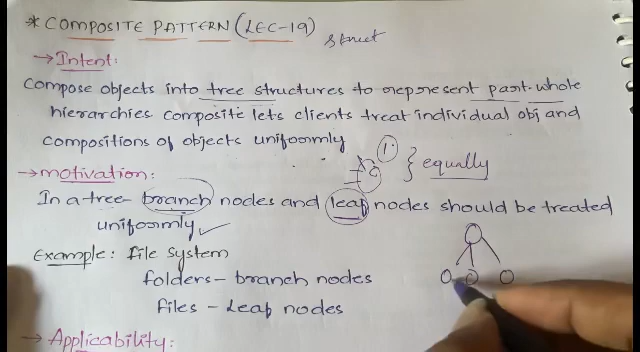 * COMPOSITE PATTERN (LEC-19) struct
→ Intent:
Compose objects into tree structures to represent part-whole
hierarchies composite lets clients treat individual obj and
compositions of objects uniformly
1.
equally
→ motivation:
In a tree branch nodes and leaf nodes should be treated
uniformly
Example: file system
folders - branch nodes
files - Leaf nodes
→ Applicability: